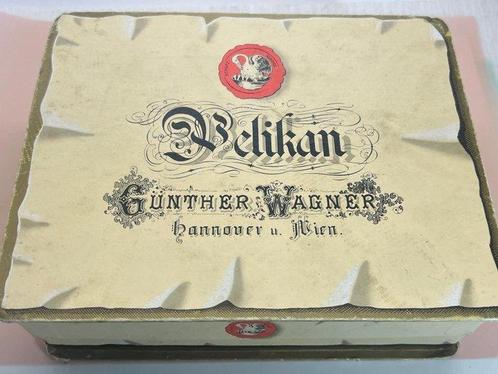 Pelikan
GÜNTHER WAGNER
Hannover u. Wien.